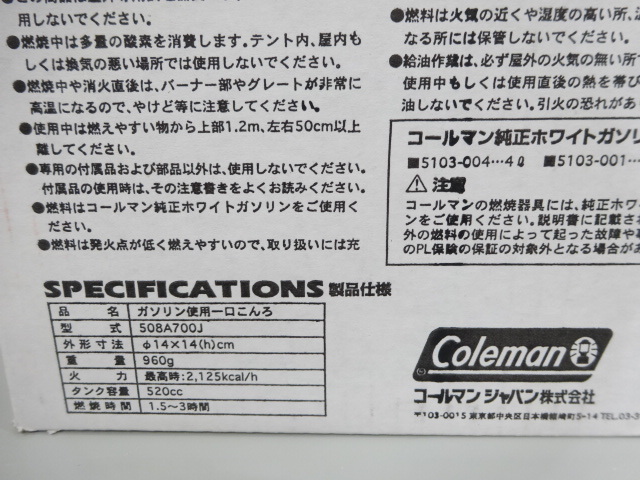 用しないでください。
●燃焼中は多量の酸素を消費します。テント内、屋内も
しくは換気の悪い場所では使用しないでください。
●燃焼中や消火直後は、バーナー部やグレートが非常に
高温になるので、やけど等に注意してください。
●使用中は燃えやすい物から上部1.2m、左右50cm以上
離してください。
●専用の付属品および部品以外は、使用しないでください。
付属品の使用時は、その注意書きをよくお読みください。
●燃料はコールマン純正ホワイトガソリンをご使用く
ださい。
●燃料は発火点が低く燃えやすいので、取り扱いには充
●燃料は火気の近くや湿度の高い所、
なる所には保管しないでください。
●給油作業は、必ず屋外の火気の無い所で
使用中もしくは使用直後の熱を帯び
油しないでください。引火の恐れがあ
コールマン純正ホワイトガソリ
■5103-004…4ℓ ■5103-001…
⚠注意
コールマンの燃焼器具には、純正ホワ
ンをご使用ください。説明書に記載され
外の燃料の使用によって起った故障や事
のPL保険の保証の対象外となる場合があ
SPECIFICATIONS 製品仕様
品名 ガソリン使用一口こんろ
型式 508A700J
外形寸法 φ14×14(h)cm
重量 960g
火力 最高時:2,125kcal/h
タンク容量 520cc
燃焼時間 1.5~3時間
Coleman
コールマン ジャパン株式会社
〒103-0015 東京都中央区日本橋箱崎町5-14 TEL.03-3